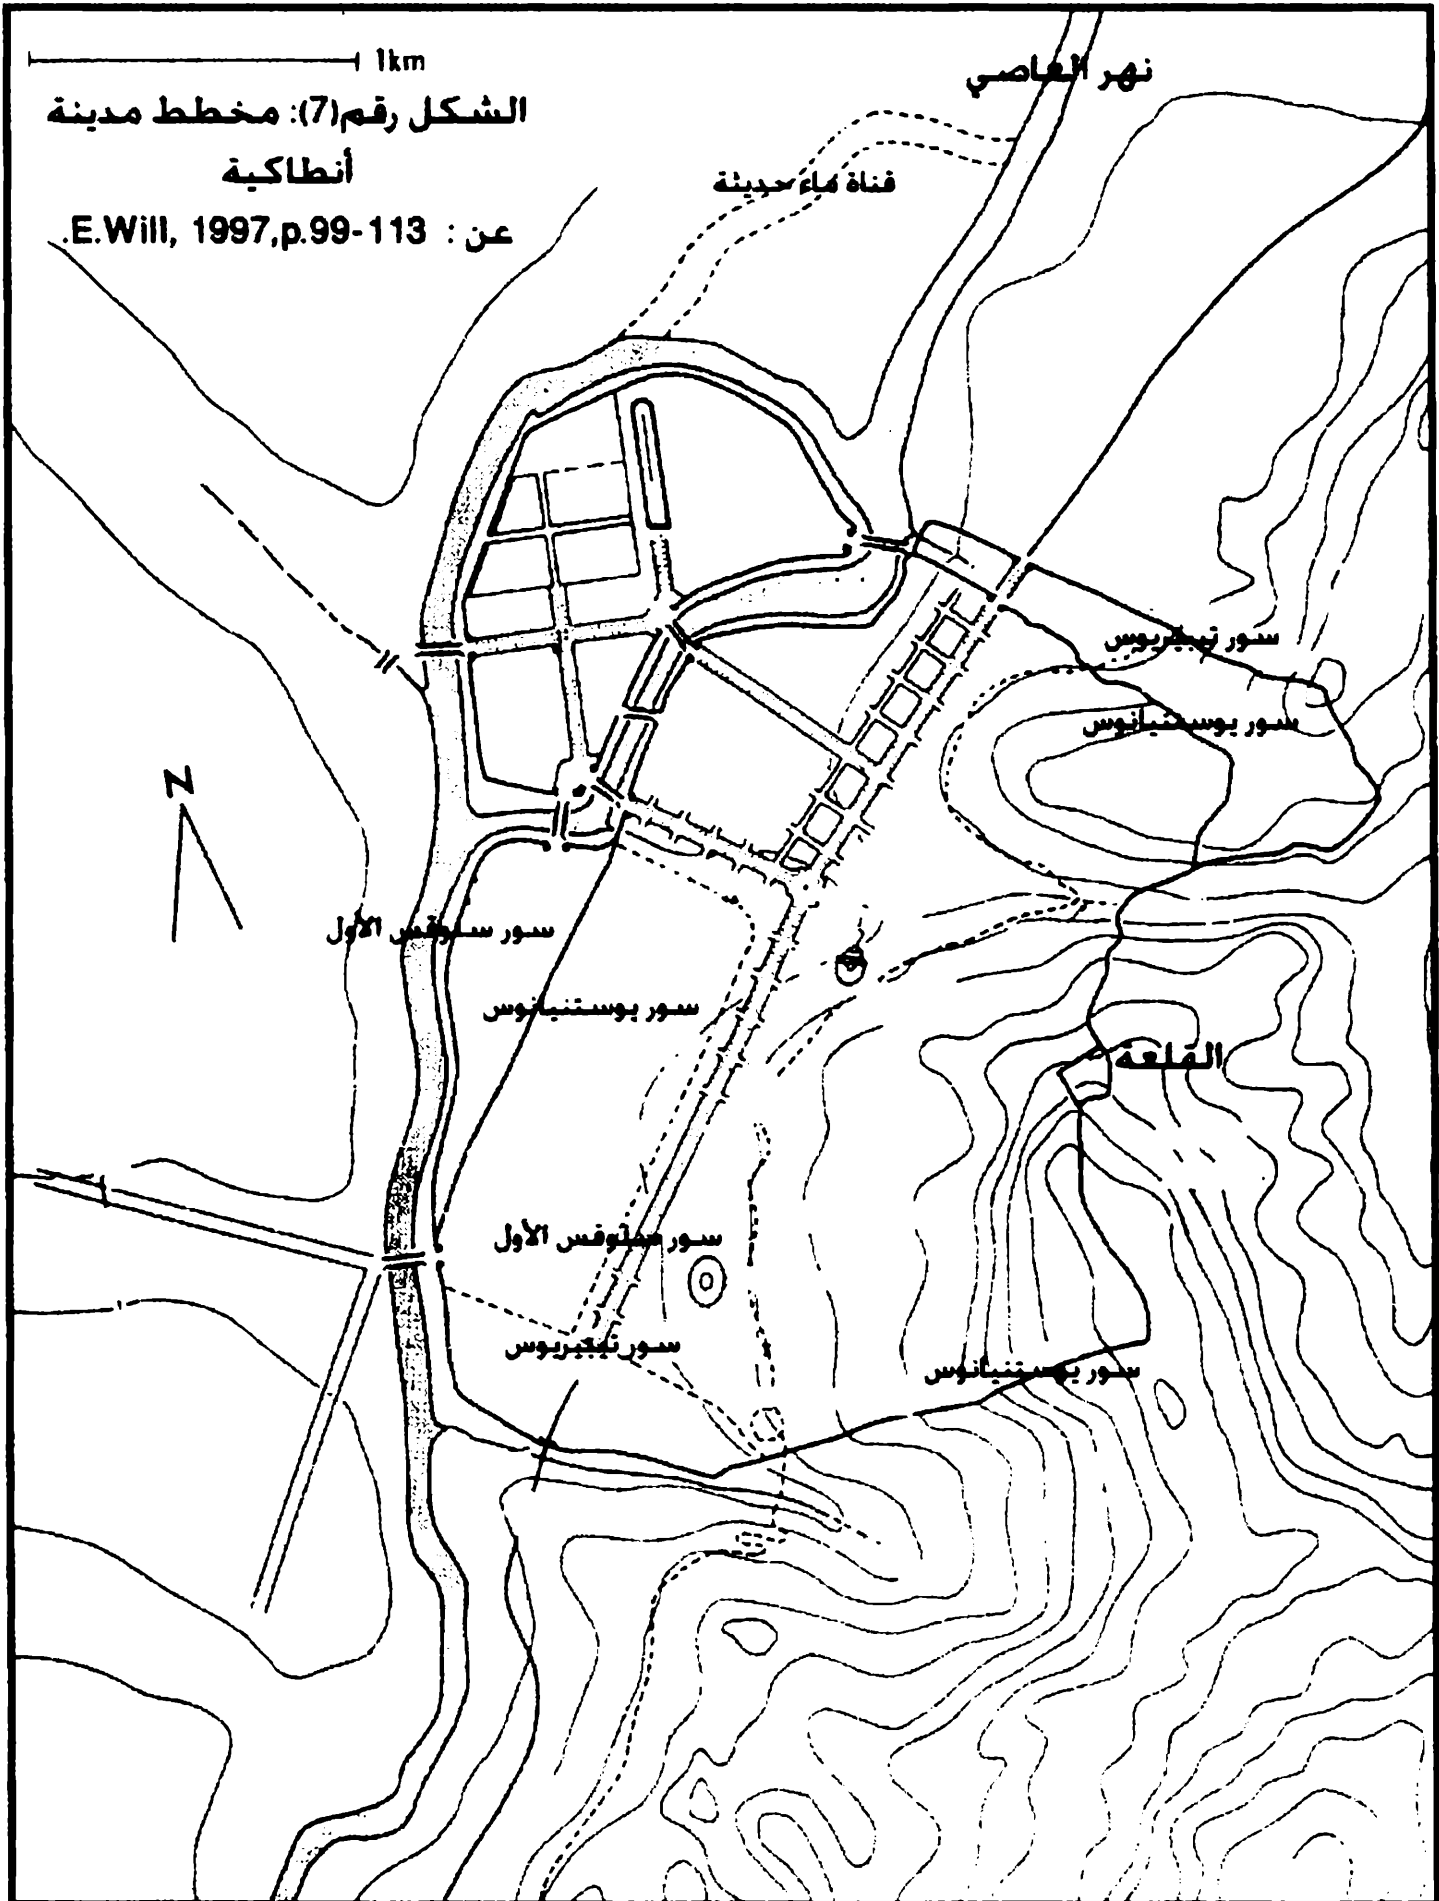 1km
الشكل رقم(7): مخطط مدينة
أنطاكية
عن : E.Will, 1997,p.99-113.
نهر العاصي
قناة ماء حديثة
سور تيبيريوس
سور يوستنيانوس
سور سلوقس الأول
سور يوستنيانوس
القلعة
سور سلوقس الأول
سور تيبيريوس
سور يوستنيانوس
N